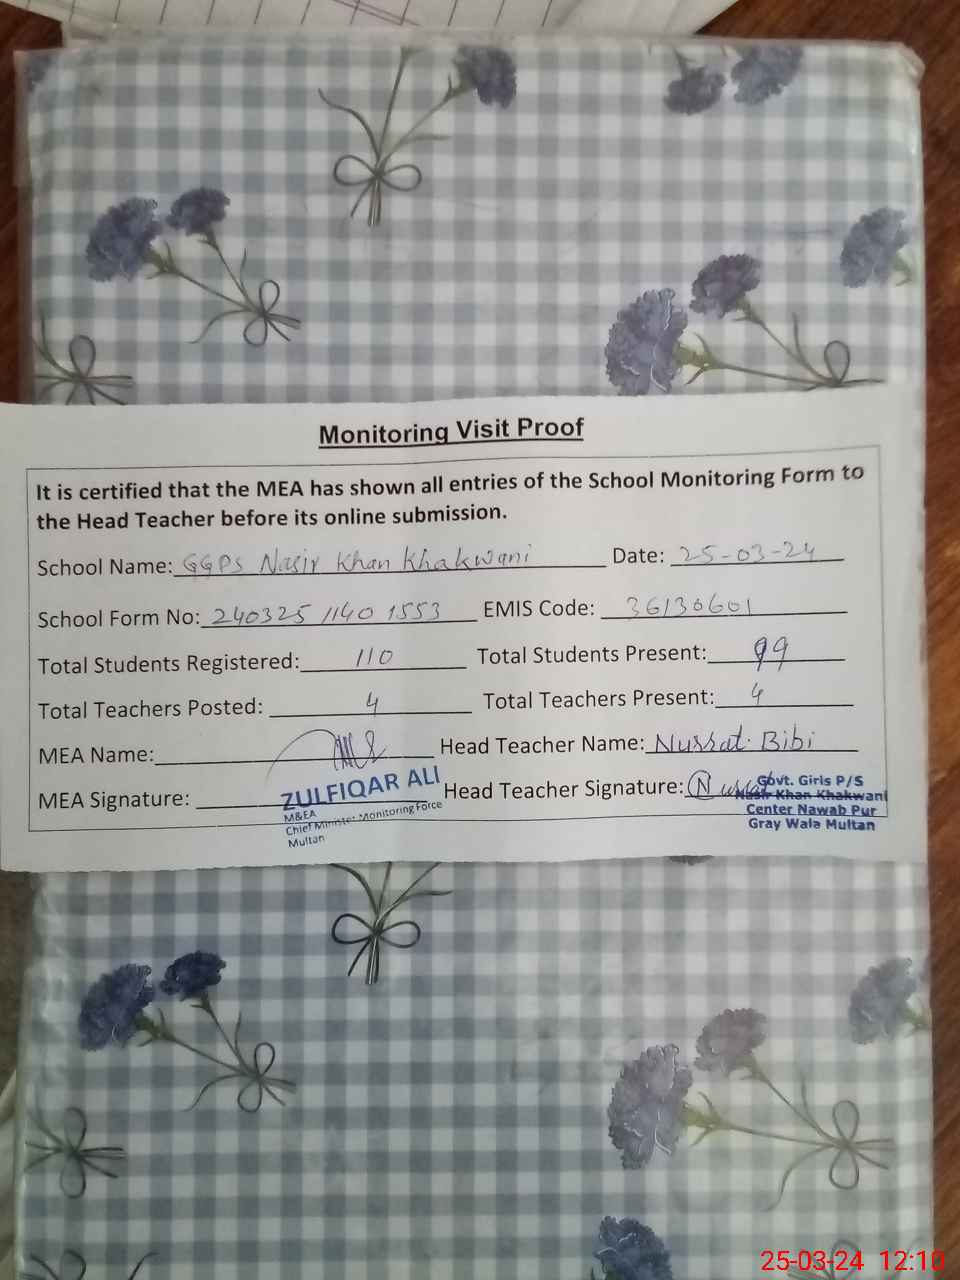 Monitoring Visit Proof
It is certified that the MEA has shown all entries of the School Monitoring Form to
the Head Teacher before its online submission.
School Name: GGPS Nasir Khan Khakwani Date: 25-03-24
School Form No: 240325 1140 1553 EMIS Code: 36130601
Total Students Registered: 110 Total Students Present: 99
Total Teachers Posted: 4 Total Teachers Present: 4
MEA Name: Head Teacher Name: Nussat Bibi
MEA Signature: Head Teacher Signature: Nussat
ZULFIQAR ALI
M&EA
Chief Minister Monitoring Force
Multan
Govt. Girls P/S
Nasir Khan Khakwani
Center Nawab Pur
Gray Wala Multan
25-03-24 12:10